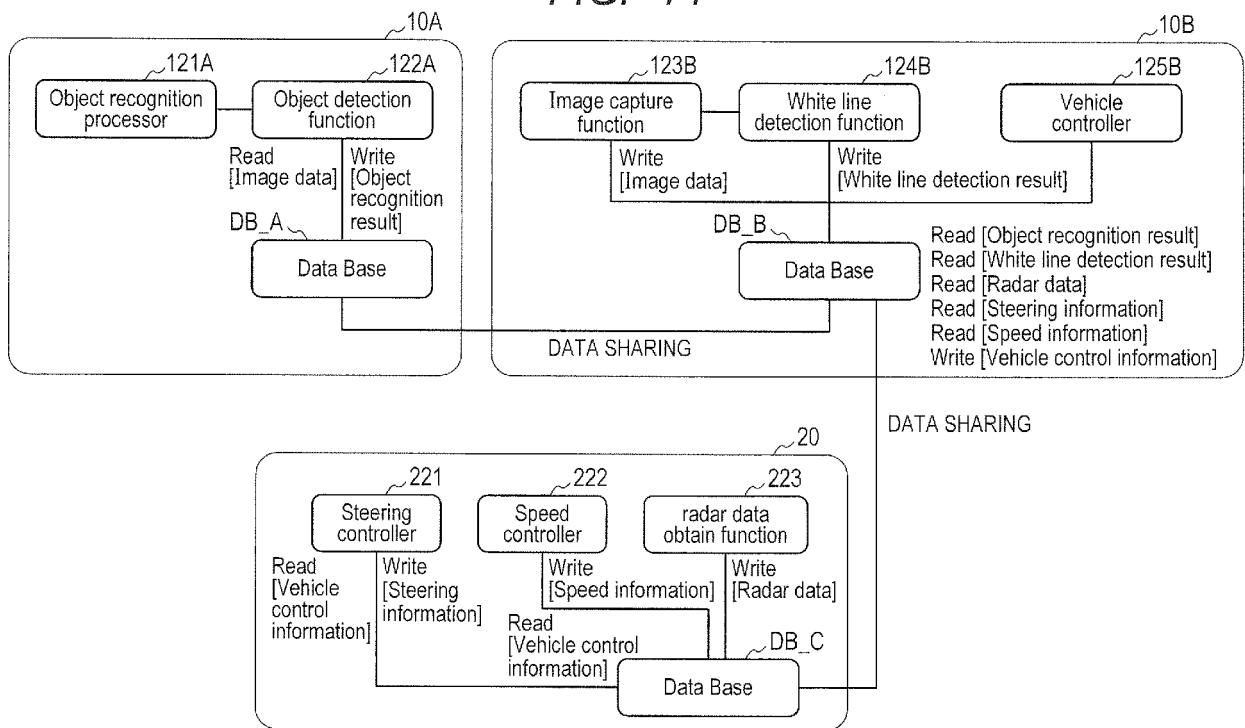 FIG.
10A
121A
Object recognition
processor
122A
Object detection
function
Read
[Image data]
Write
[Object
recognition
result]
DB_A
Data Base
10B
123B
Image capture
function
124B
White line
detection function
125B
Vehicle
controller
Write
[Image data]
Write
[White line detection result]
DB_B
Data Base
Read [Object recognition result]
Read [White line detection result]
Read [Radar data]
Read [Steering information]
Read [Speed information]
Write [Vehicle control information]
DATA SHARING
DATA SHARING
20
221
Steering
controller
222
Speed
controller
223
radar data
obtain function
Read
[Vehicle
control
information]
Write
[Steering
information]
Write
[Speed information]
Write
[Radar data]
Read
[Vehicle control
information]
DB_C
Data Base